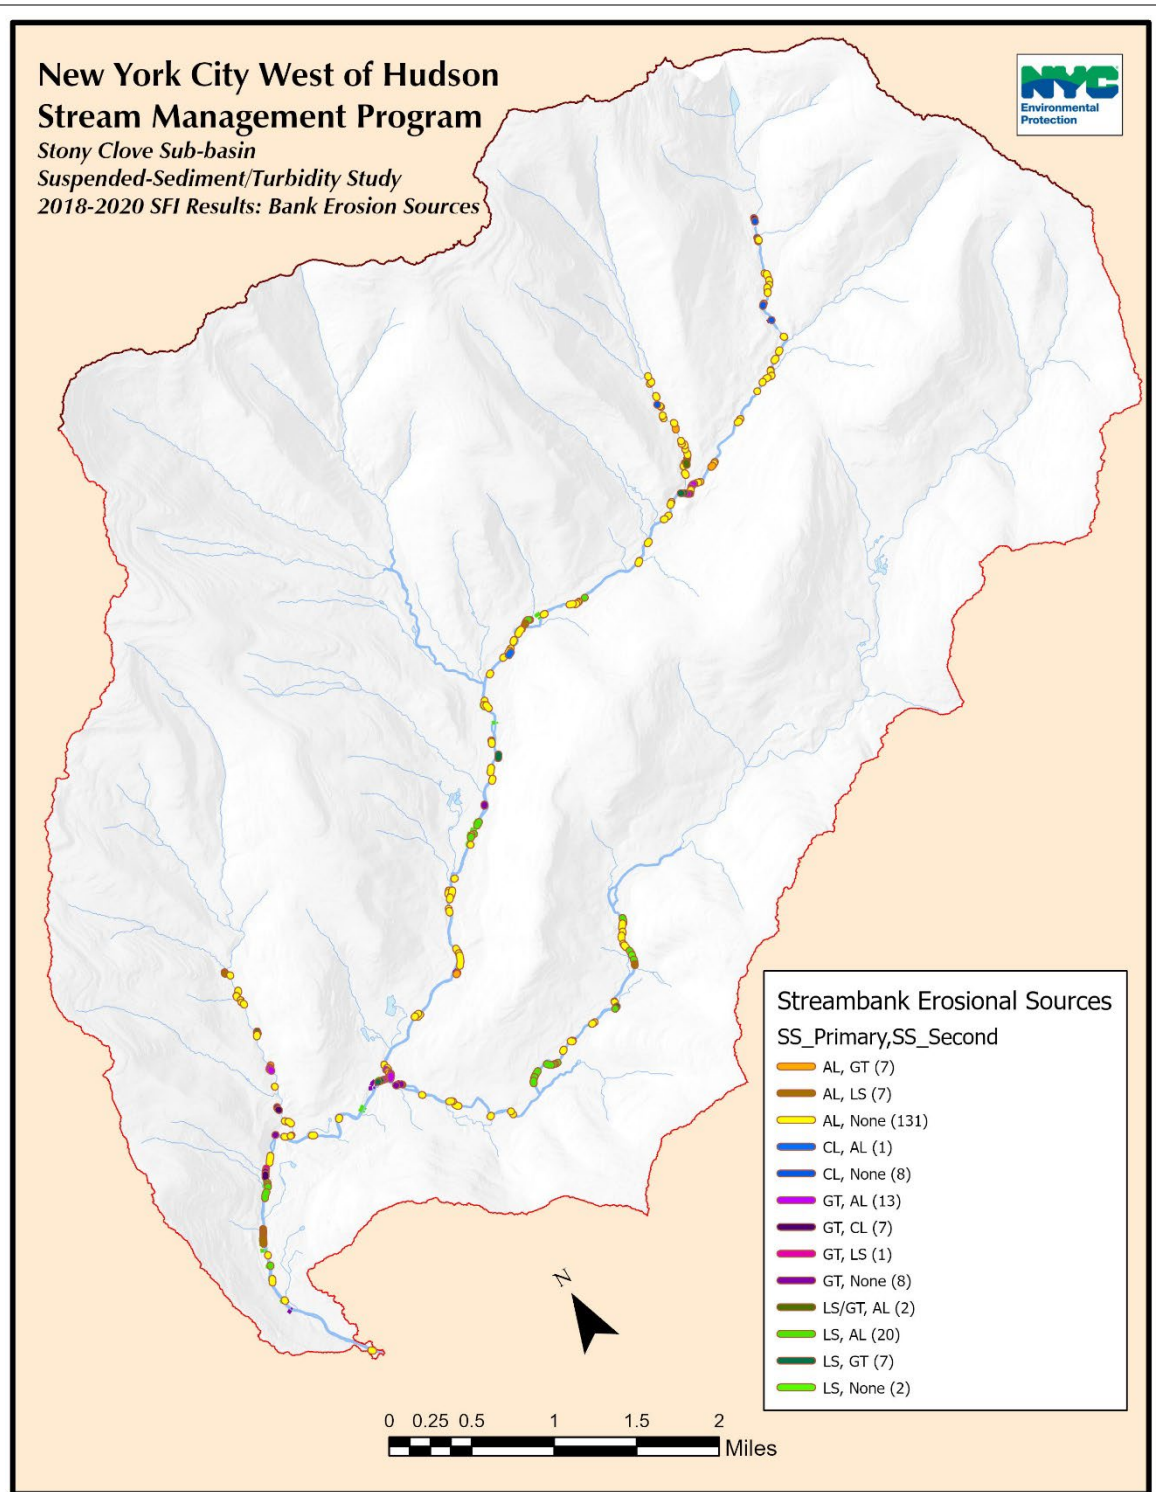 New York City West of Hudson
Stream Management Program
Stony Clove Sub-basin
Suspended-Sediment/Turbidity Study
2018-2020 SFI Results: Bank Erosion Sources
NYC
Environmental
Protection
Streambank Erosional Sources
SS_Primary,SS_Second
AL, GT (7)
AL, LS (7)
AL, None (131)
CL, AL (1)
CL, None (8)
GT, AL (13)
GT, CL (7)
GT, LS (1)
GT, None (8)
LS/GT, AL (2)
LS, AL (20)
LS, GT (7)
LS, None (2)
N
0 0.25 0.5 1 1.5 2
Miles